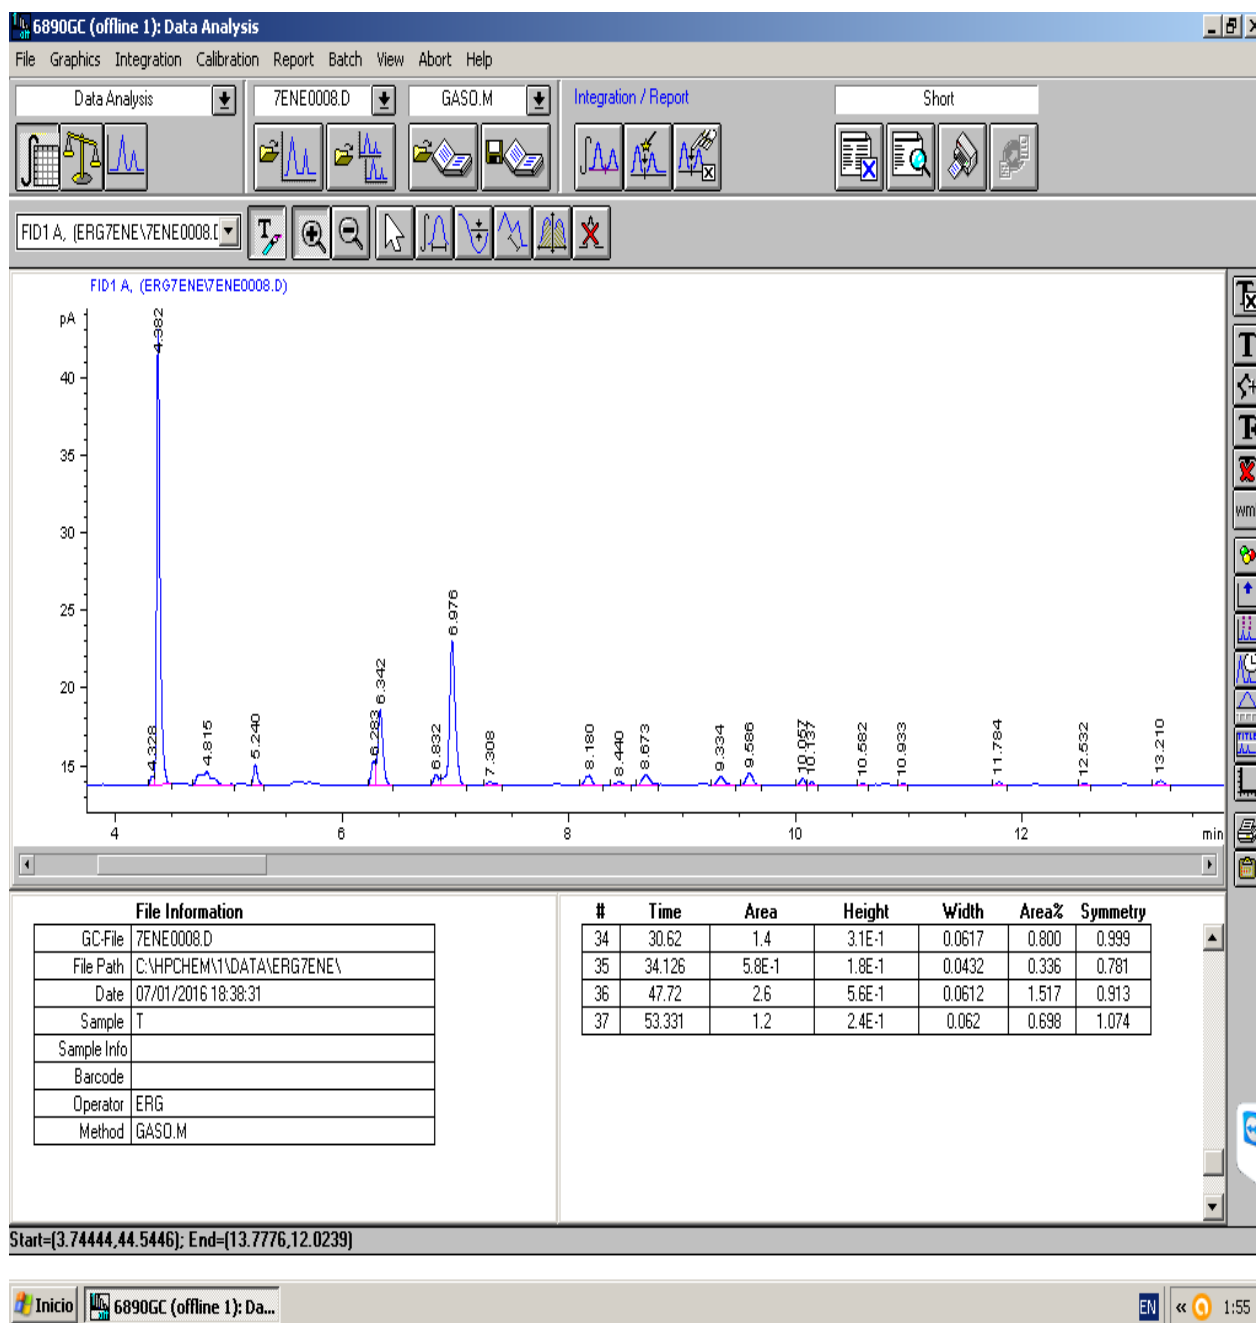 6890GC (offline 1): Data Analysis
File Graphics Integration Calibration Report Batch View Abort Help
Data Analysis 7ENE0008.D GASO.M Integration / Report Short
FID1 A, (ERG7ENE\7ENE0008.D
FID1 A, (ERG7ENE\7ENE0008.D)
pA
40
35
30
25
20
15
4.328
4.382
4.815
5.240
6.283
6.342
6.832
6.976
7.308
8.180
8.440
8.673
9.334
9.586
10.057
10.137
10.582
10.933
11.784
12.532
13.210
4 6 8 10 12 min
File Information
GC-File 7ENE0008.D
File Path C:\HPCHEM\1\DATA\ERG7ENE\
Date 07/01/2016 18:38:31
Sample T
Sample Info
Barcode
Operator ERG
Method GASO.M
# Time Area Height Width Area% Symmetry
34 30.62 1.4 3.1E-1 0.0617 0.800 0.999
35 34.126 5.8E-1 1.8E-1 0.0432 0.336 0.781
36 47.72 2.6 5.6E-1 0.0612 1.517 0.913
37 53.331 1.2 2.4E-1 0.062 0.698 1.074
Start=(3.74444,44.5446); End=(13.7776,12.0239)
Inicio 6890GC (offline 1): Da... EN « 1:55